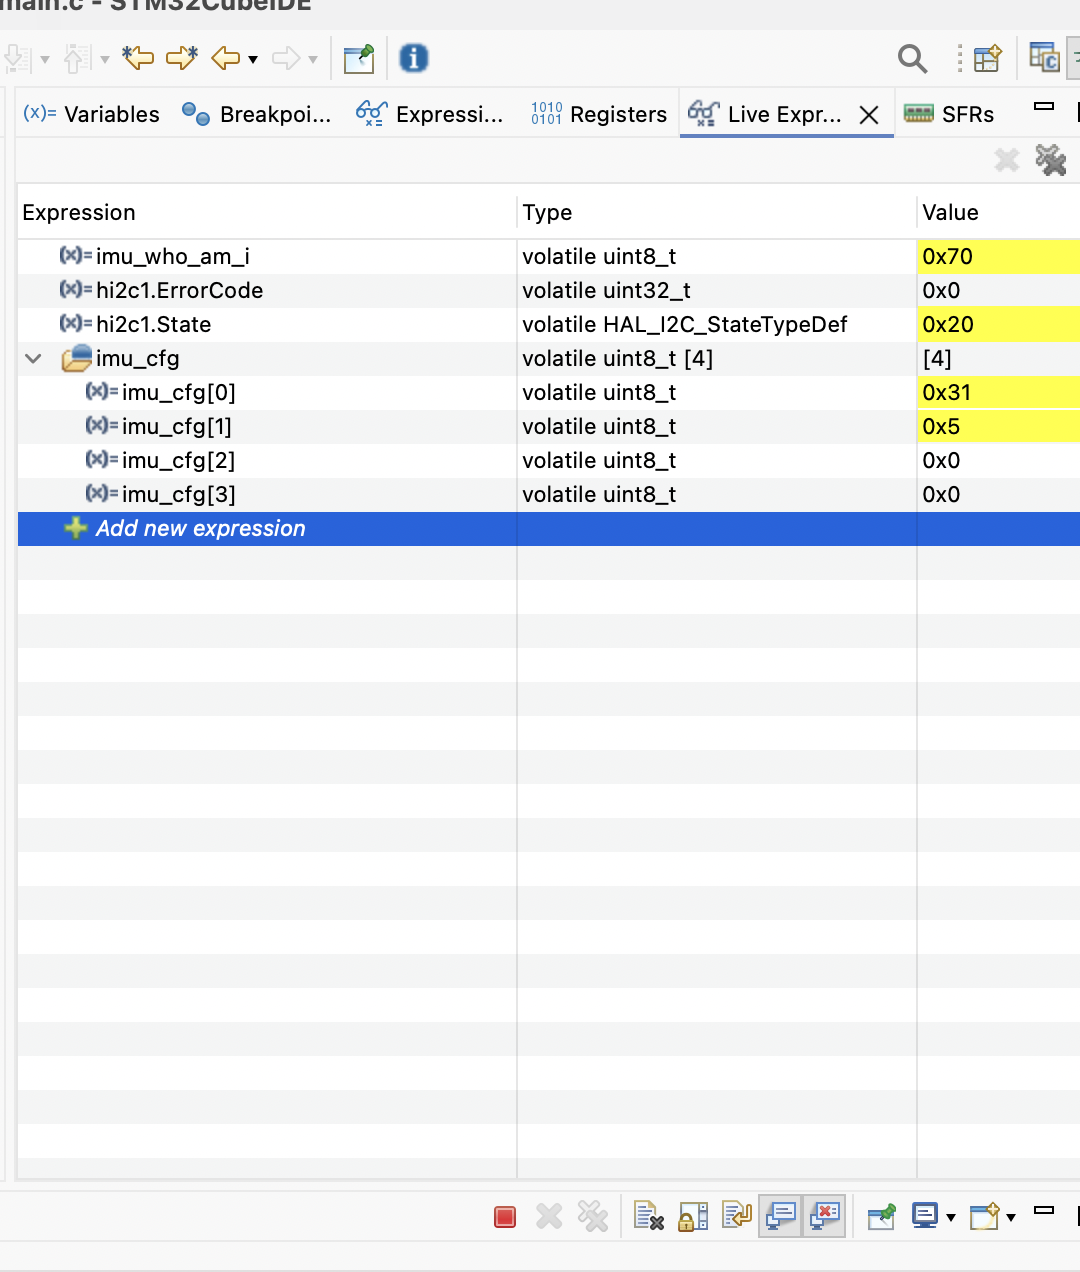 main.c - STM32CubeIDE
(x)= Variables Breakpoi... Expressi... 1010 0101 Registers Live Expr... SFRs
Expression Type Value
(x)= imu_who_am_i volatile uint8_t 0x70
(x)= hi2c1.ErrorCode volatile uint32_t 0x0
(x)= hi2c1.State volatile HAL_I2C_StateTypeDef 0x20
imu_cfg volatile uint8_t [4] [4]
(x)= imu_cfg[0] volatile uint8_t 0x31
(x)= imu_cfg[1] volatile uint8_t 0x5
(x)= imu_cfg[2] volatile uint8_t 0x0
(x)= imu_cfg[3] volatile uint8_t 0x0
Add new expression